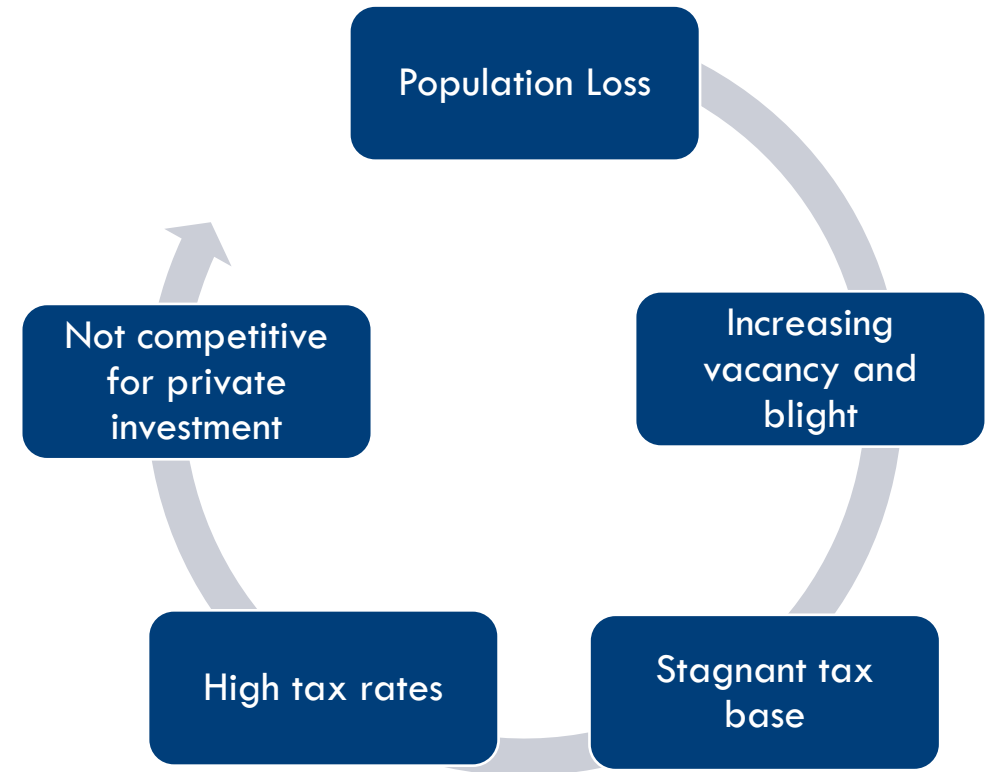 Population Loss
Increasing
vacancy and
blight
Stagnant tax
base
High tax rates
Not competitive
for private
investment